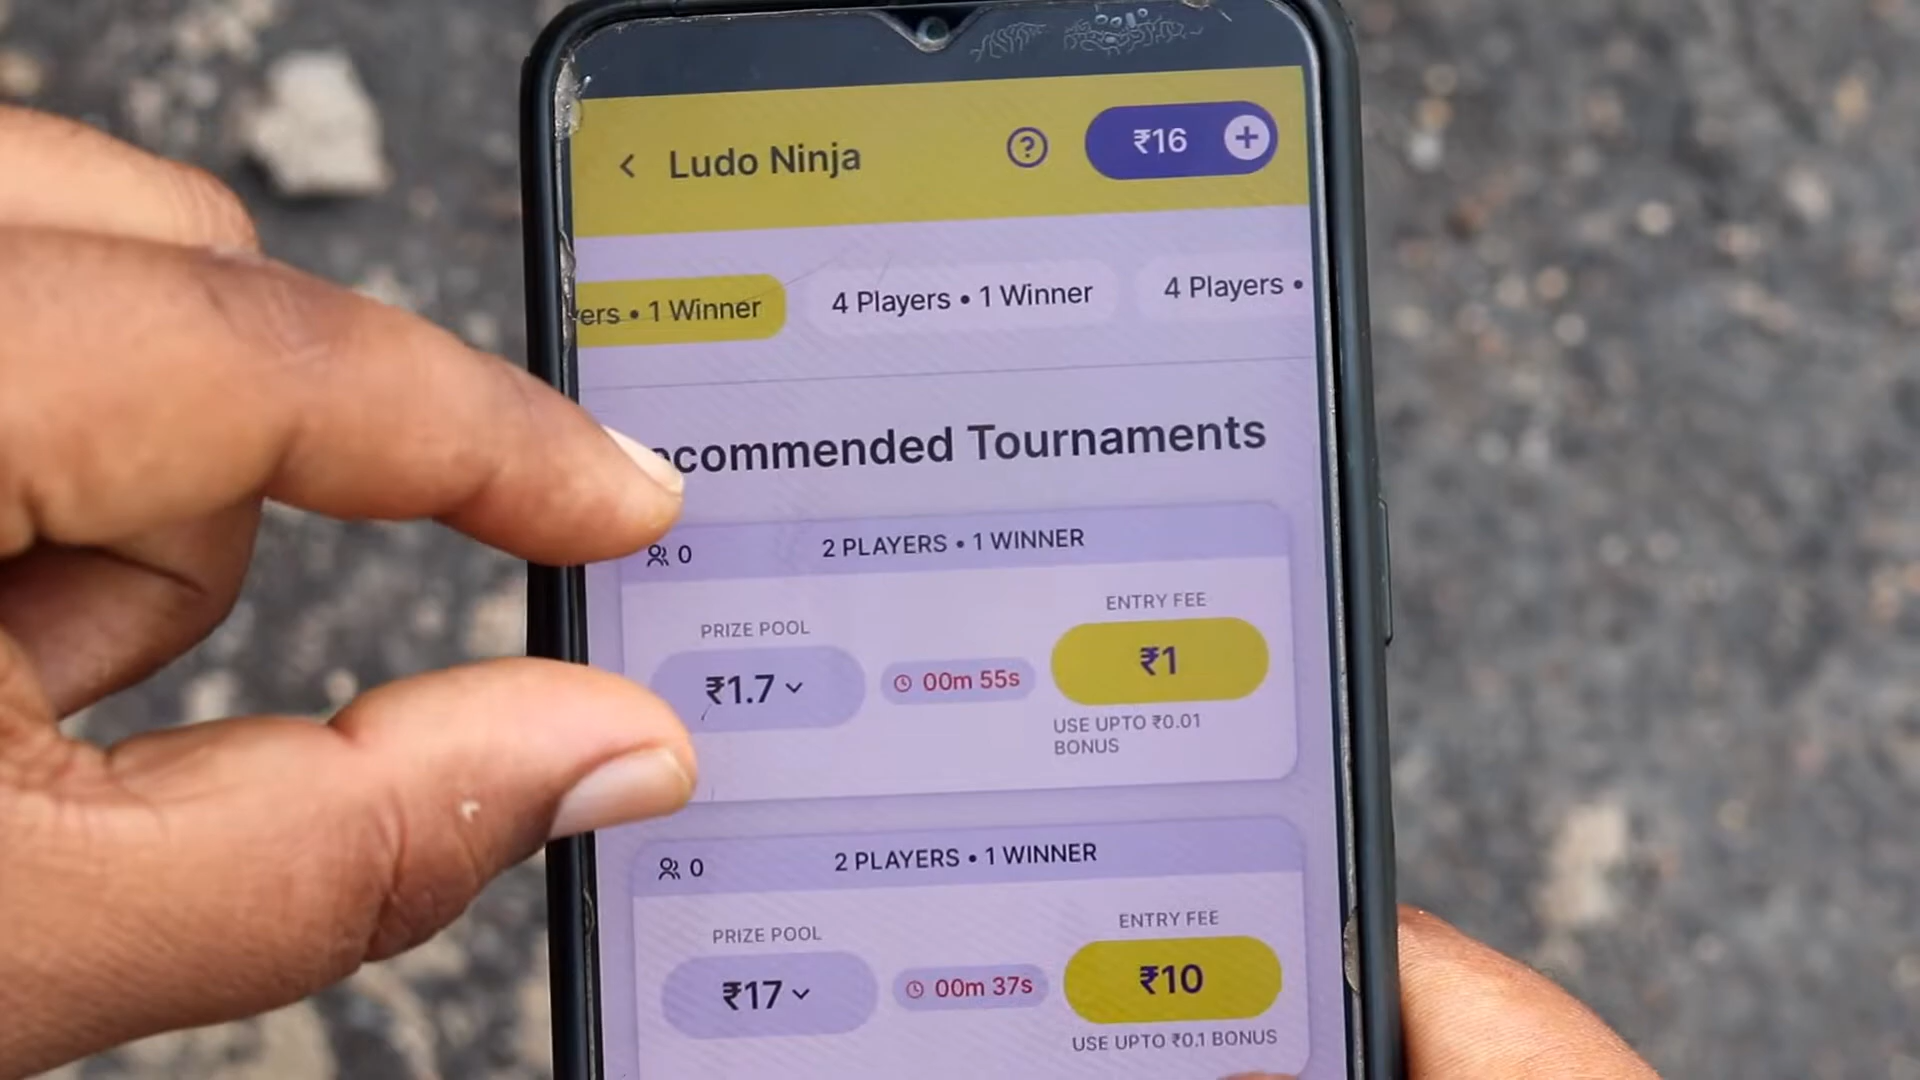 Ludo Ninja
₹16
ers • 1 Winner
4 Players • 1 Winner
4 Players •
commended Tournaments
0
2 PLAYERS • 1 WINNER
PRIZE POOL
₹1.7
00m 55s
ENTRY FEE
₹1
USE UPTO ₹0.01
BONUS
0
2 PLAYERS • 1 WINNER
PRIZE POOL
₹17
00m 37s
ENTRY FEE
₹10
USE UPTO ₹0.1 BONUS